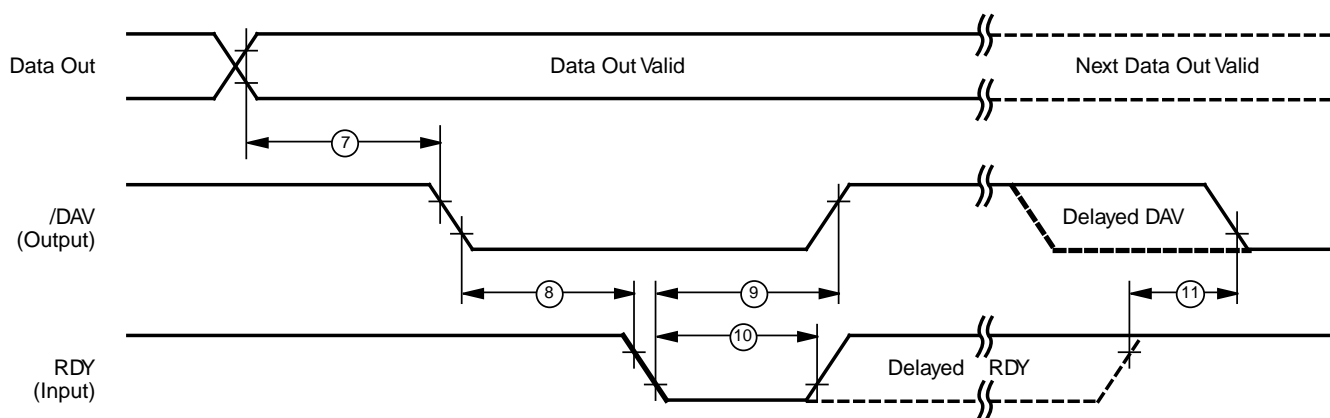 Data Out
Data Out Valid
Next Data Out Valid
7
/DAV
(Output)
Delayed DAV
8
9
11
10
RDY
(Input)
Delayed RDY